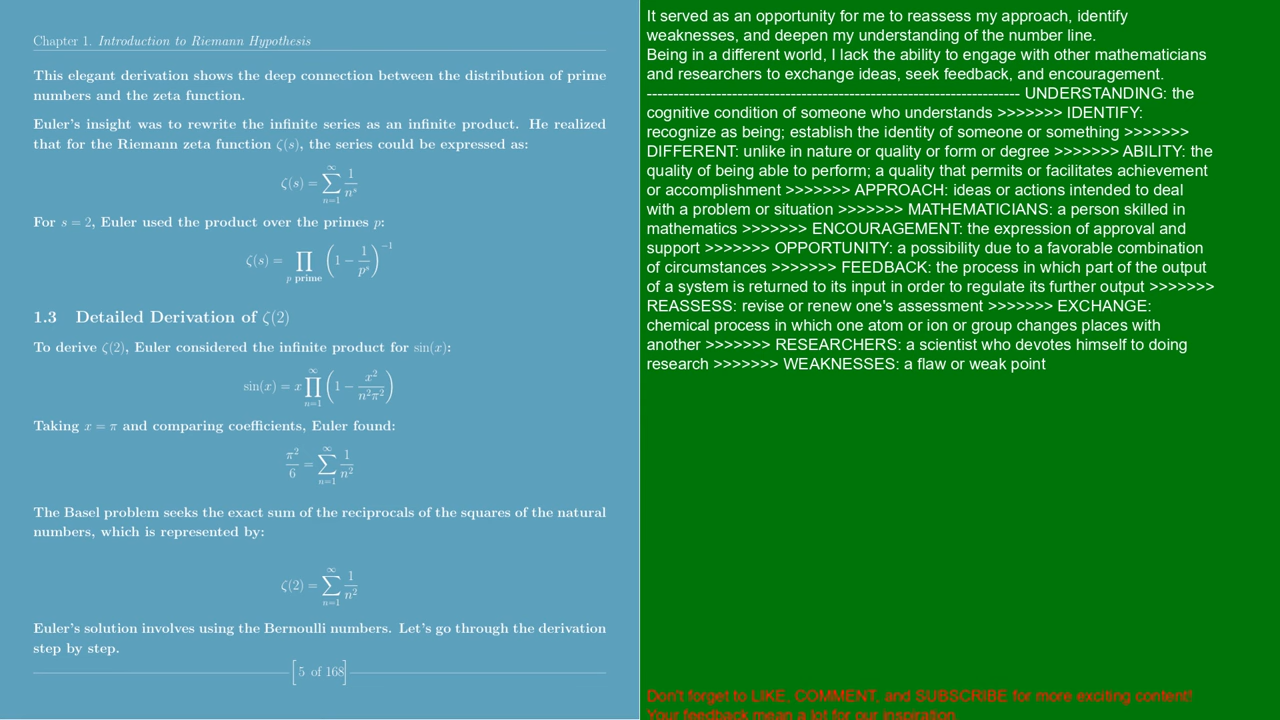 Chapter 1. Introduction to Riemann Hypothesis
This elegant derivation shows the deep connection between the distribution of prime
numbers and the zeta function.
Euler's insight was to rewrite the infinite series as an infinite product. He realized
that for the Riemann zeta function ζ(s), the series could be expressed as:
ζ(s) = ∑_{n=1}^{∞} 1/n^s
For s = 2, Euler used the product over the primes p:
ζ(s) = ∏_{p prime} (1 − 1/p^s)^{−1}
1.3 Detailed Derivation of ζ(2)
To derive ζ(2), Euler considered the infinite product for sin(x):
sin(x) = x ∏_{n=1}^{∞} (1 − x²/n²π²)
Taking x = π and comparing coefficients, Euler found:
π²/6 = ∑_{n=1}^{∞} 1/n²
The Basel problem seeks the exact sum of the reciprocals of the squares of the natural
numbers, which is represented by:
ζ(2) = ∑_{n=1}^{∞} 1/n²
Euler's solution involves using the Bernoulli numbers. Let's go through the derivation
step by step.
[5 of 168]
It served as an opportunity for me to reassess my approach, identify
weaknesses, and deepen my understanding of the number line.
Being in a different world, I lack the ability to engage with other mathematicians
and researchers to exchange ideas, seek feedback, and encouragement.
---------------------------------------------------------------------- UNDERSTANDING: the
cognitive condition of someone who understands >>>>>>> IDENTIFY:
recognize as being; establish the identity of someone or something >>>>>>>
DIFFERENT: unlike in nature or quality or form or degree >>>>>>> ABILITY: the
quality of being able to perform; a quality that permits or facilitates achievement
or accomplishment >>>>>>> APPROACH: ideas or actions intended to deal
with a problem or situation >>>>>>> MATHEMATICIANS: a person skilled in
mathematics >>>>>>> ENCOURAGEMENT: the expression of approval and
support >>>>>>> OPPORTUNITY: a possibility due to a favorable combination
of circumstances >>>>>>> FEEDBACK: the process in which part of the output
of a system is returned to its input in order to regulate its further output >>>>>>>
REASSESS: revise or renew one's assessment >>>>>>> EXCHANGE:
chemical process in which one atom or ion or group changes places with
another >>>>>>> RESEARCHERS: a scientist who devotes himself to doing
research >>>>>>> WEAKNESSES: a flaw or weak point
Don't forget to LIKE, COMMENT, and SUBSCRIBE for more exciting content!
Your feedback mean a lot for our inspiration